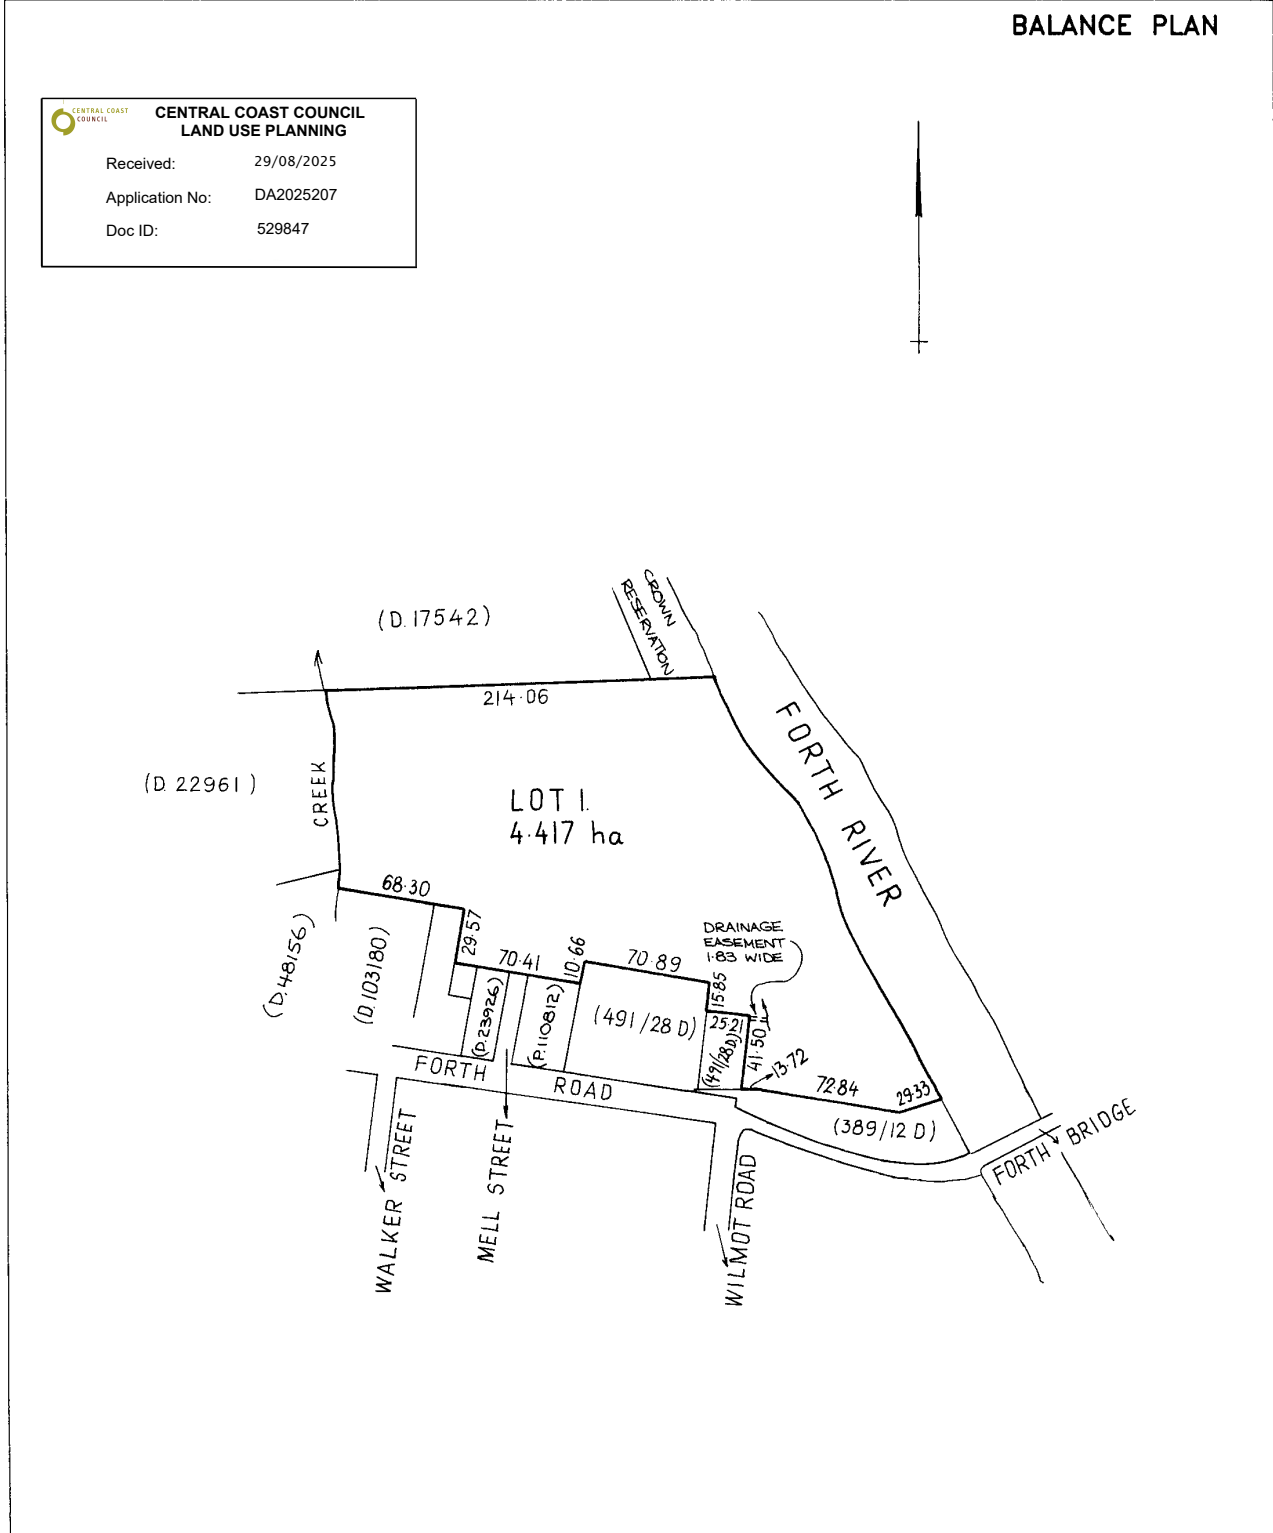 BALANCE PLAN
CENTRAL COAST
COUNCIL
CENTRAL COAST COUNCIL
LAND USE PLANNING
Received: 29/08/2025
Application No: DA2025207
Doc ID: 529847
CROWN
RESERVATION
(D.17542)
214·06
FORTH RIVER
(D. 22961)
CREEK
LOT 1.
4·417 ha
68·30
29·57
70·41
10·66
70·89
15·85
25·21
41·50
13·72
72·84
29·33
DRAINAGE
EASEMENT
1·83 WIDE
(D.48156)
(D.103180)
(D.23926)
(P.110812)
(491/28 D)
(491/28D)
(389/12 D)
FORTH ROAD
FORTH BRIDGE
WALKER STREET
MELL STREET
WILMOT ROAD